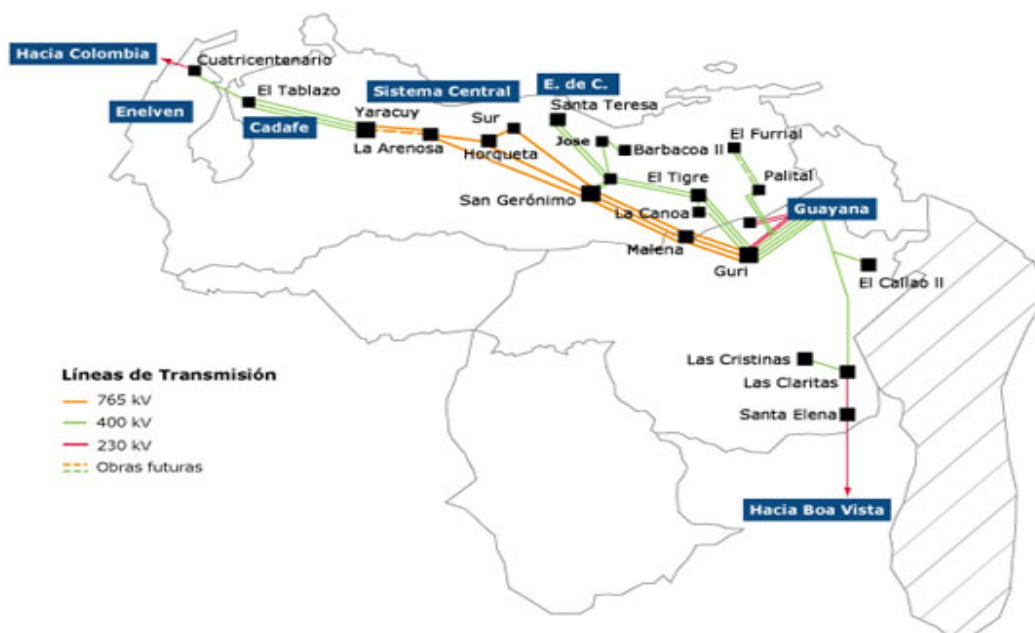 Hacia Colombia
Cuatricentenario
El Tablazo
Enelven
Cadafe
Yaracuy
La Arenosa
Sistema Central
Sur
Horqueta
E. de C.
Santa Teresa
Jose
Barbacoa II
El Furrial
Palital
El Tigre
San Gerónimo
La Canoa
Guayana
Malena
Guri
El Callao II
Las Cristinas
Las Claritas
Santa Elena
Hacia Boa Vista
Líneas de Transmisión
765 kV
400 kV
230 kV
Obras futuras